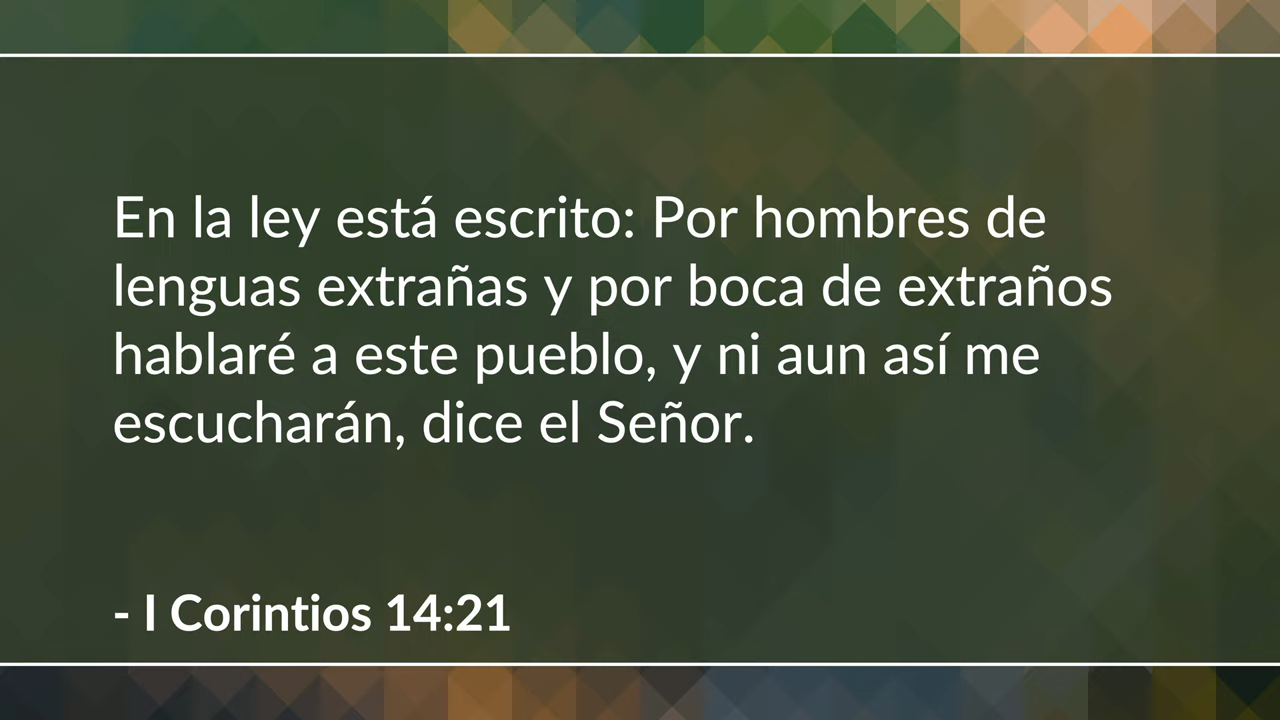 En la ley está escrito: Por hombres de
lenguas extrañas y por boca de extraños
hablaré a este pueblo, y ni aun así me
escucharán, dice el Señor.
- I Corintios 14:21